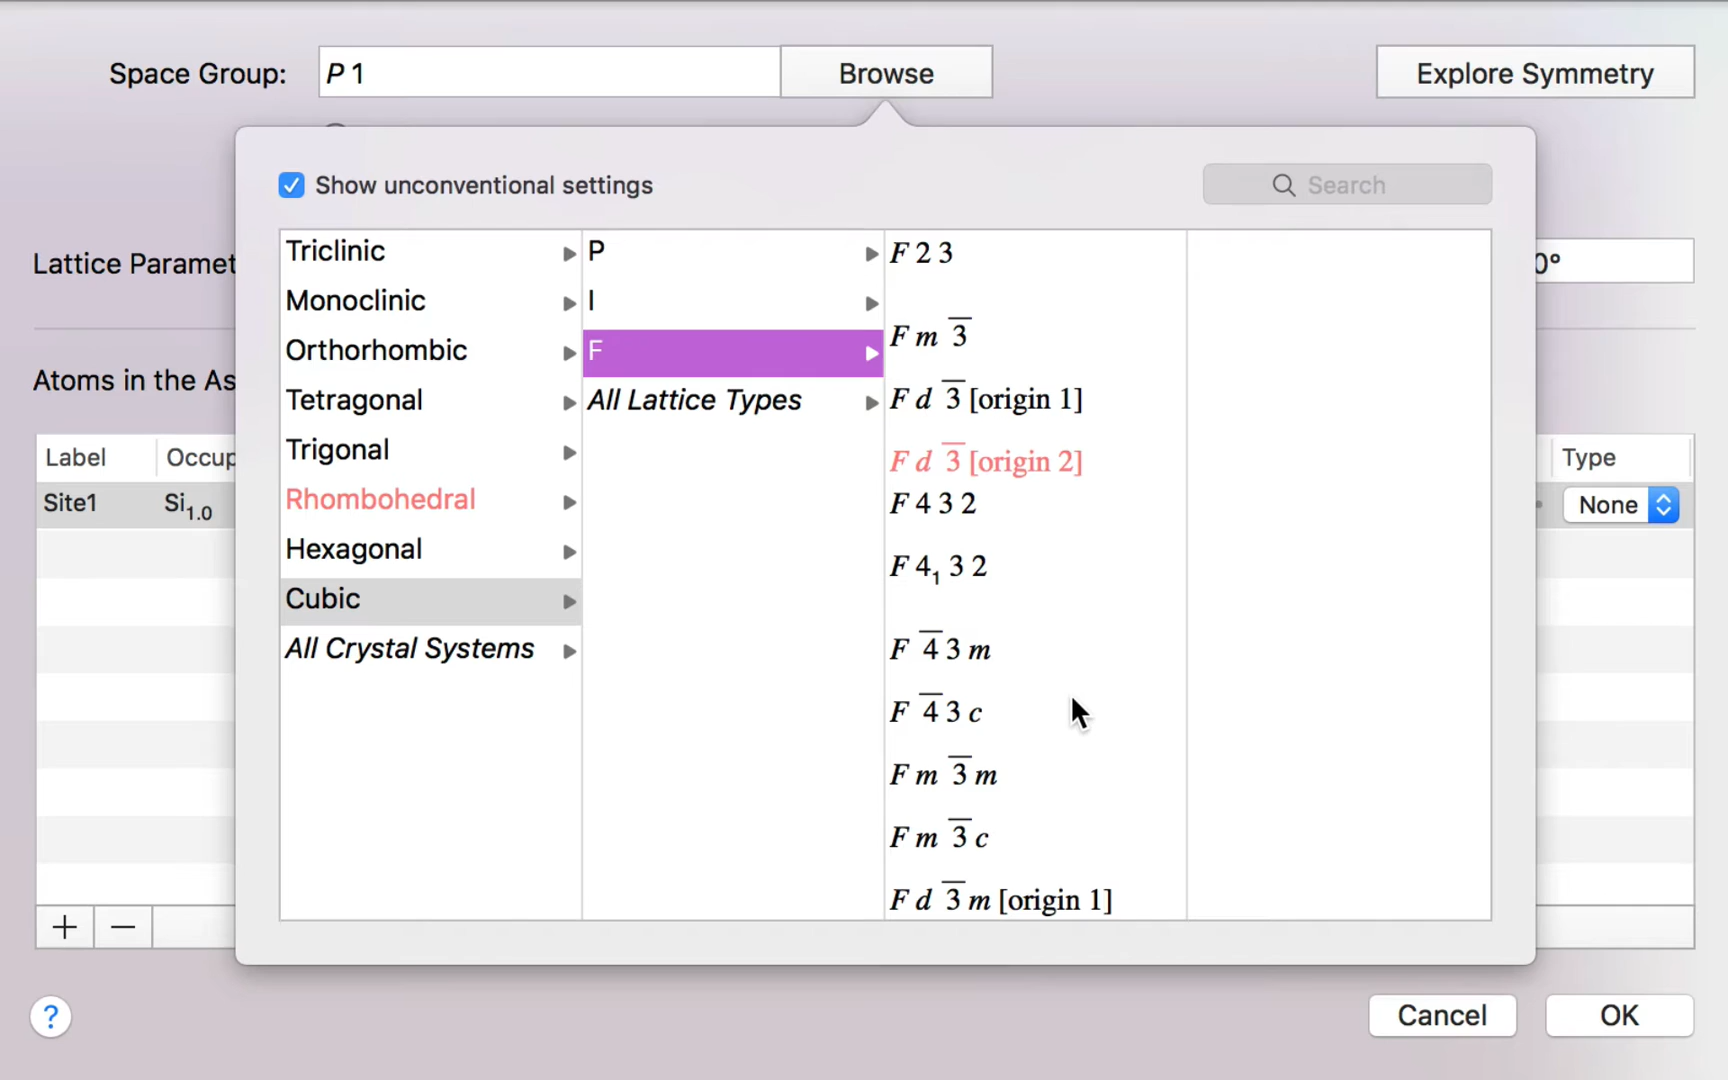 Space Group: P 1 Browse Explore Symmetry
Show unconventional settings Search
Lattice Paramet 0°
Atoms in the As
Label Occup Type
Site1 Si1.0 None
Triclinic
Monoclinic
Orthorhombic
Tetragonal
Trigonal
Rhombohedral
Hexagonal
Cubic
All Crystal Systems
P
I
F
All Lattice Types
F 2 3
F m 3̅
F d 3̅ [origin 1]
F d 3̅ [origin 2]
F 4 3 2
F 4₁ 3 2
F 4̅ 3 m
F 4̅ 3 c
F m 3̅ m
F m 3̅ c
F d 3̅ m [origin 1]
+ −
? Cancel OK